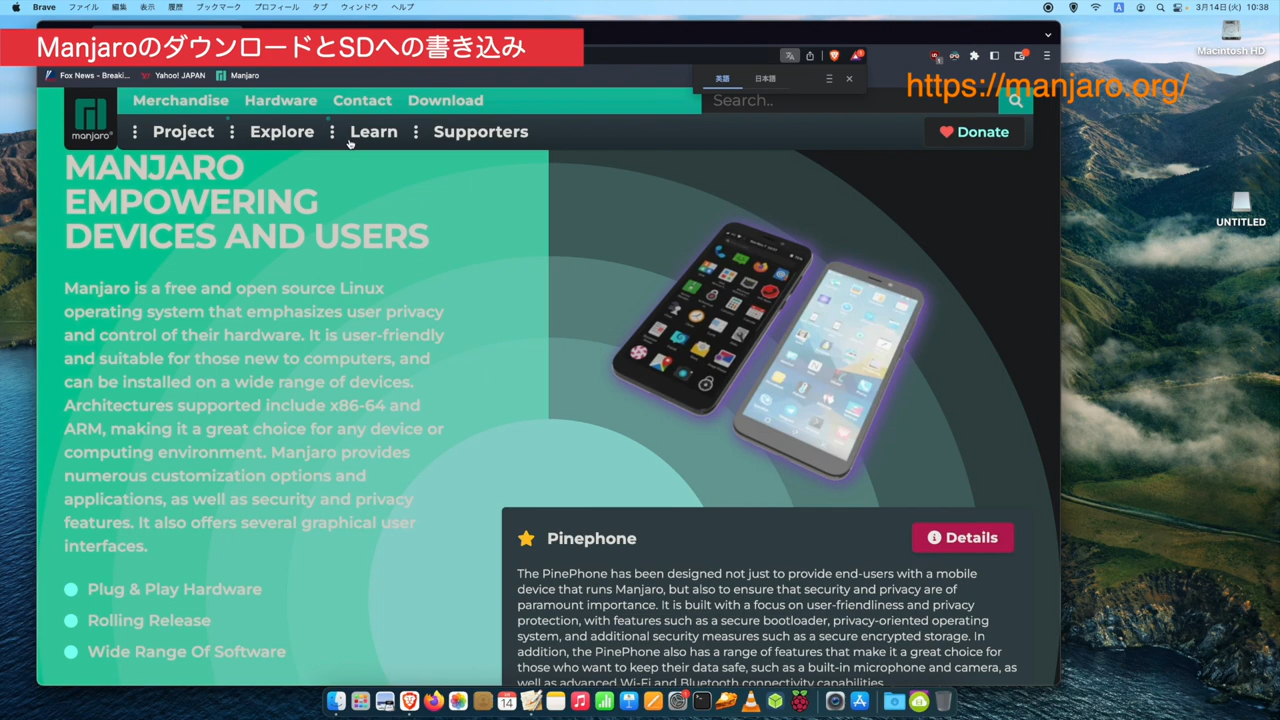 Brave ファイル 編集 表示 履歴 ブックマーク プロフィール タブ ウィンドウ ヘルプ
A 3月14日(火) 10:38
ManjaroのダウンロードとSDへの書き込み
Macintosh HD
Fox News - Breaki... Yahoo! JAPAN Manjaro
英語 日本語
https://manjaro.org/
Merchandise Hardware Contact Download
Search..
manjaro
Project Explore Learn Supporters
Donate
MANJARO
EMPOWERING
DEVICES AND USERS
UNTITLED
Manjaro is a free and open source Linux
operating system that emphasizes user privacy
and control of their hardware. It is user-friendly
and suitable for those new to computers, and
can be installed on a wide range of devices.
Architectures supported include x86-64 and
ARM, making it a great choice for any device or
computing environment. Manjaro provides
numerous customization options and
applications, as well as security and privacy
features. It also offers several graphical user
interfaces.
Plug & Play Hardware
Rolling Release
Wide Range Of Software
Pinephone
Details
The PinePhone has been designed not just to provide end-users with a mobile
device that runs Manjaro, but also to ensure that security and privacy are of
paramount importance. It is built with a focus on user-friendliness and privacy
protection, with features such as a secure bootloader, privacy-oriented operating
system, and additional security measures such as a secure encrypted storage. In
addition, the PinePhone also has a range of features that make it a great choice for
those who want to keep their data safe, such as a built-in microphone and camera, as
well as advanced Wi-Fi and Bluetooth connectivity capabilities.
14